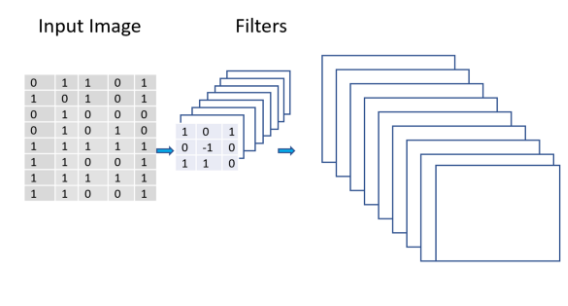 Input Image
Filters
0 1 1 0 1
1 0 1 0 1
0 1 0 0 0
0 1 0 1 0
1 1 1 1 1
1 1 0 0 1
1 1 1 1 1
1 1 0 0 1
1 0 1
0 -1 0
1 1 0